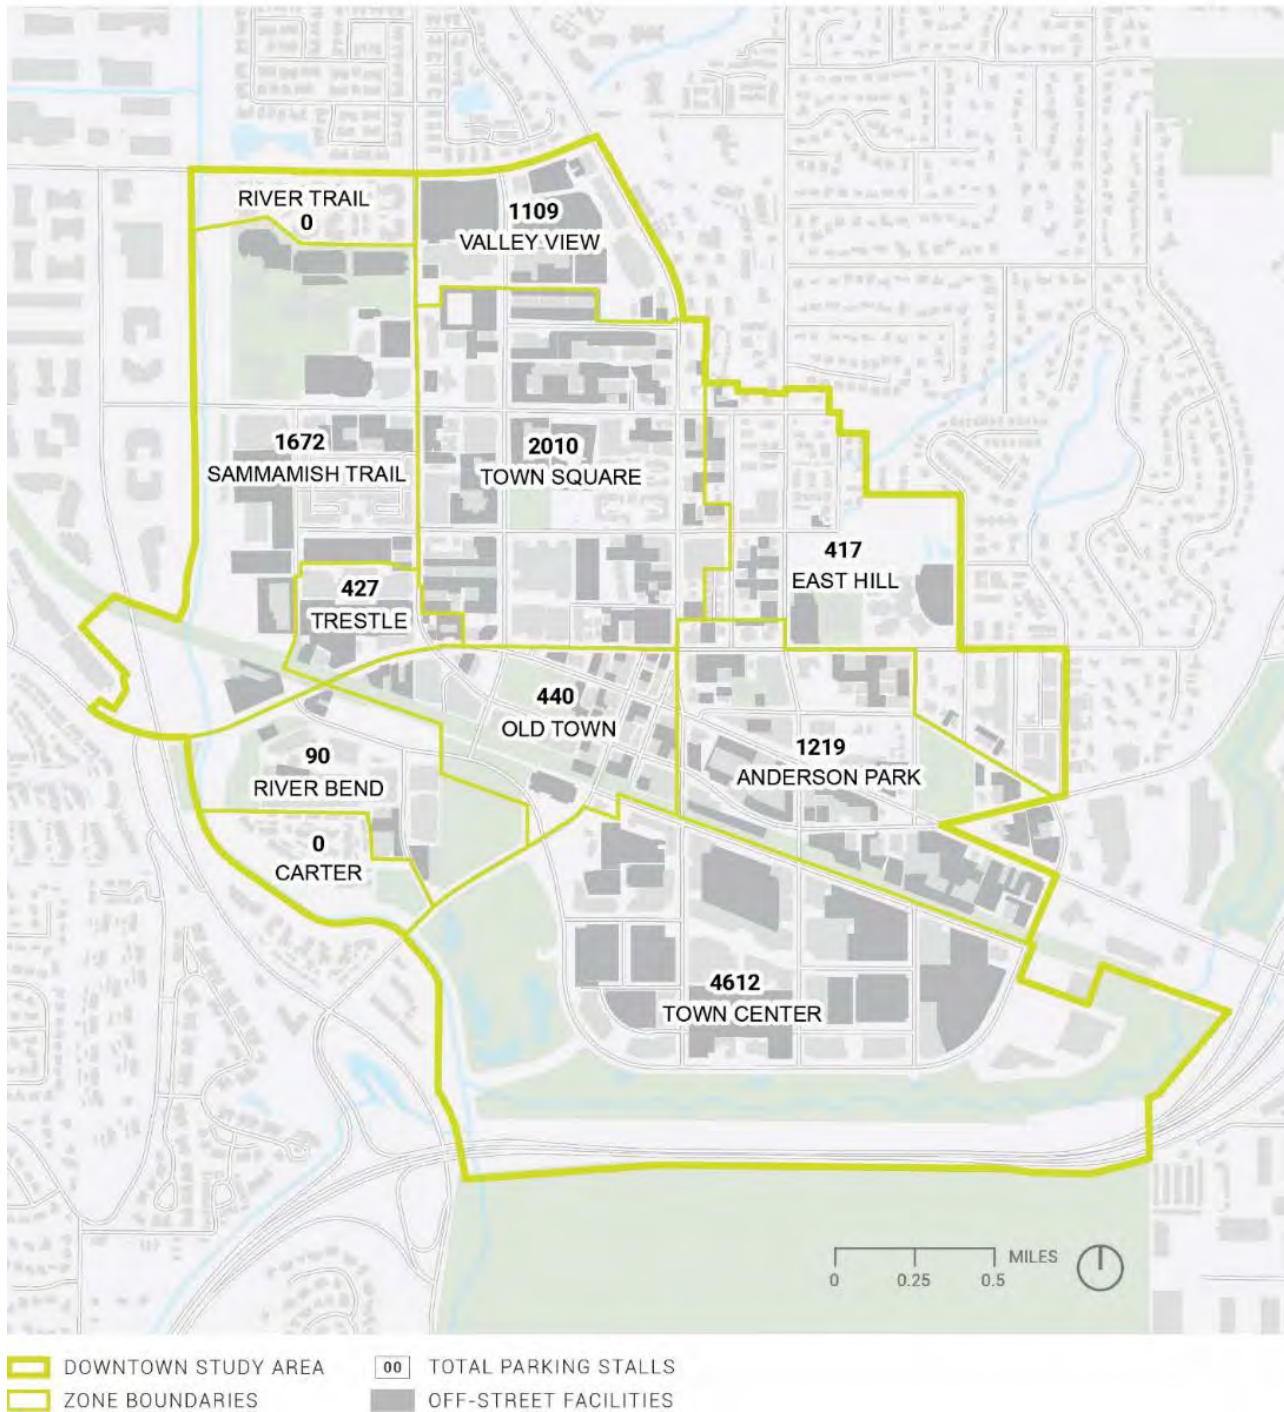 RIVER TRAIL
0
1109
VALLEY VIEW
1672
SAMMAMISH TRAIL
2010
TOWN SQUARE
417
EAST HILL
427
TRESTLE
440
OLD TOWN
90
RIVER BEND
1219
ANDERSON PARK
0
CARTER
4612
TOWN CENTER
MILES
0 0.25 0.5
DOWNTOWN STUDY AREA
00 TOTAL PARKING STALLS
ZONE BOUNDARIES
OFF-STREET FACILITIES